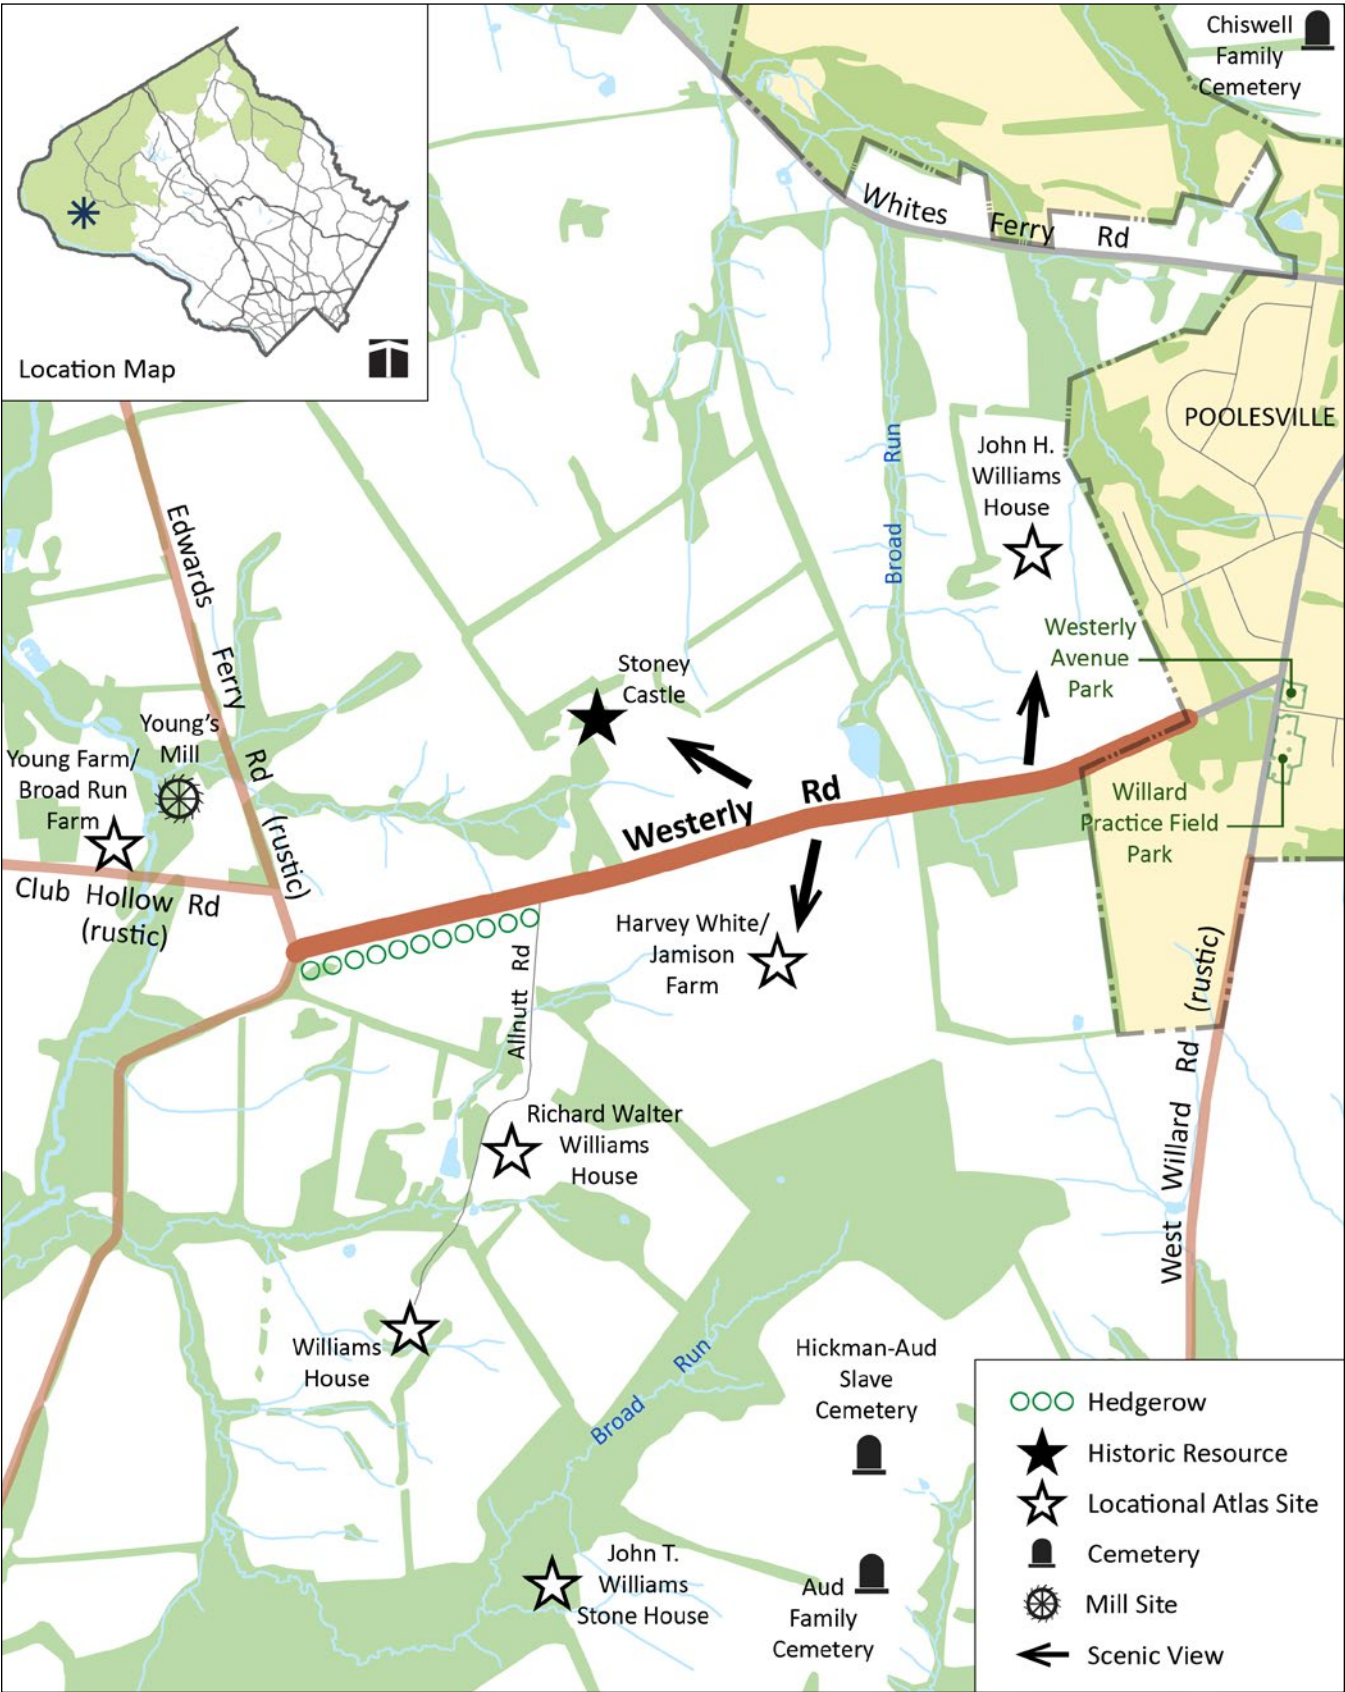 Location Map
Chiswell
Family
Cemetery
Whites Ferry Rd
POOLESVILLE
John H.
Williams
House
Broad Run
Edwards Ferry Rd (rustic)
Westerly
Avenue
Park
Stoney
Castle
Young's
Mill
Young Farm/
Broad Run
Farm
Westerly Rd
Willard
Practice Field
Park
Club Hollow Rd
(rustic)
Harvey White/
Jamison
Farm
Allnutt Rd
West Willard Rd (rustic)
Richard Walter
Williams
House
Williams
House
Broad Run
Hickman-Aud
Slave
Cemetery
John T.
Williams
Stone House
Aud
Family
Cemetery
Hedgerow
Historic Resource
Locational Atlas Site
Cemetery
Mill Site
Scenic View